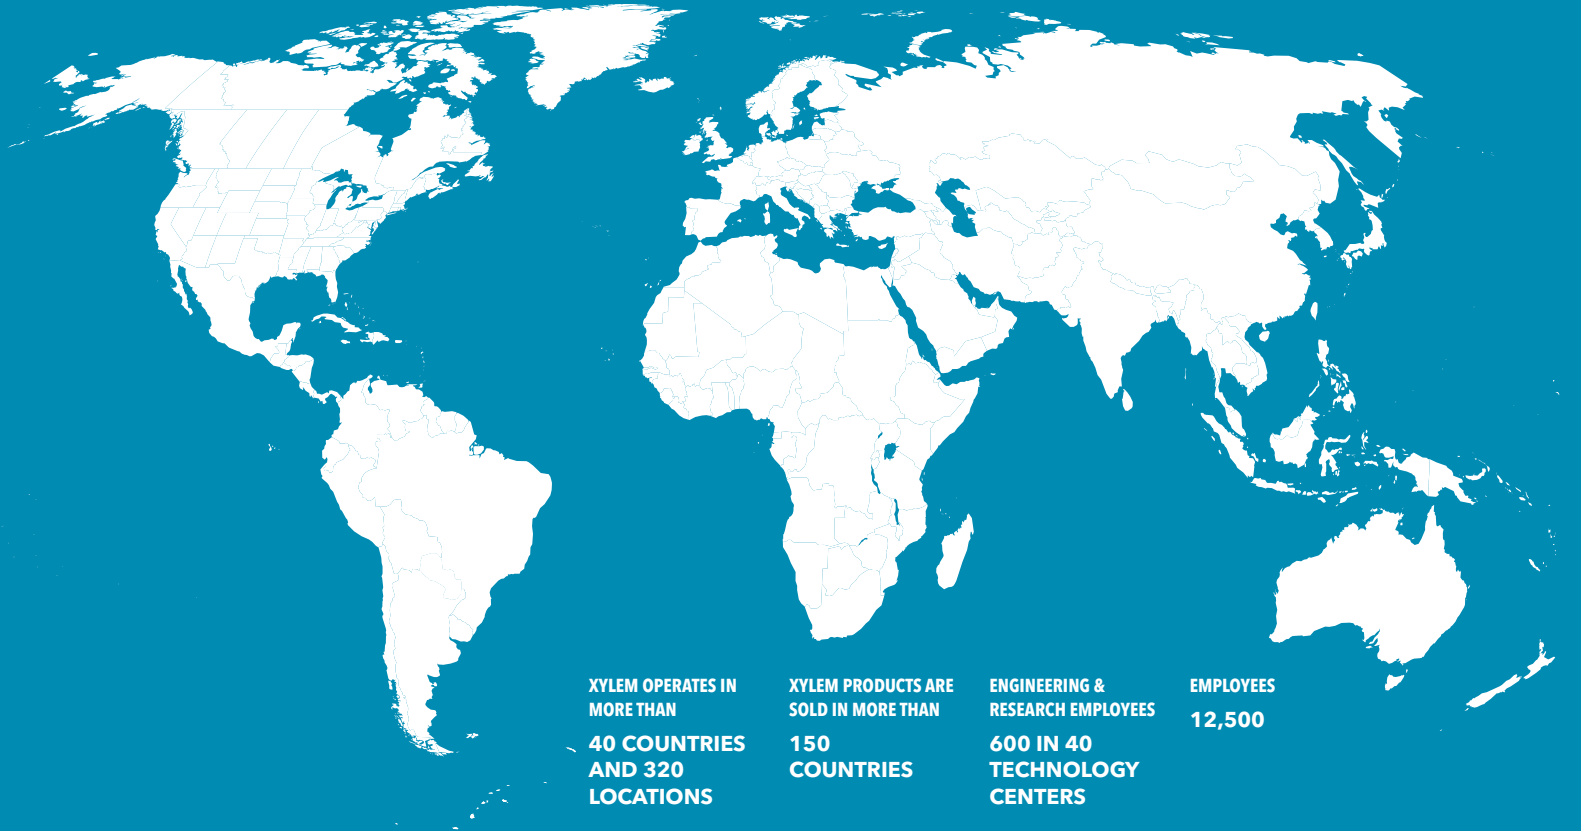 XYLEM OPERATES IN
MORE THAN
40 COUNTRIES
AND 320
LOCATIONS
XYLEM PRODUCTS ARE
SOLD IN MORE THAN
150
COUNTRIES
ENGINEERING &
RESEARCH EMPLOYEES
600 IN 40
TECHNOLOGY
CENTERS
EMPLOYEES
12,500